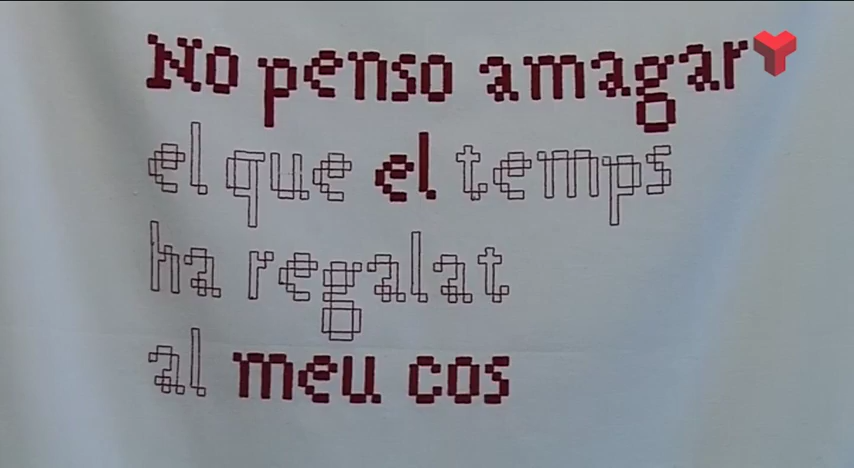 No penso amagar
el que el temps
ha regalat
al meu cos